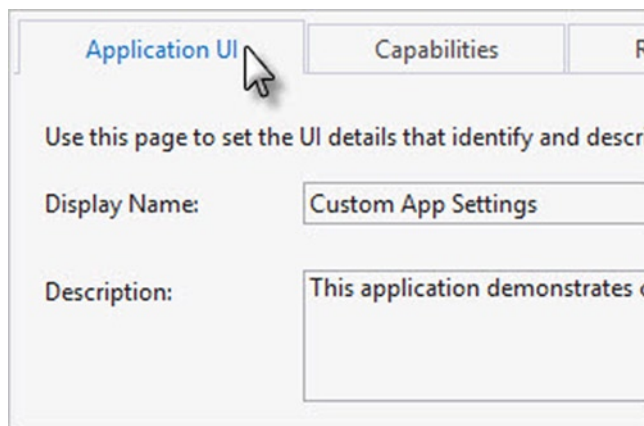 Application UI Capabilities
Use this page to set the UI details that identify and
Display Name: Custom App Settings
Description: This application demonstrates